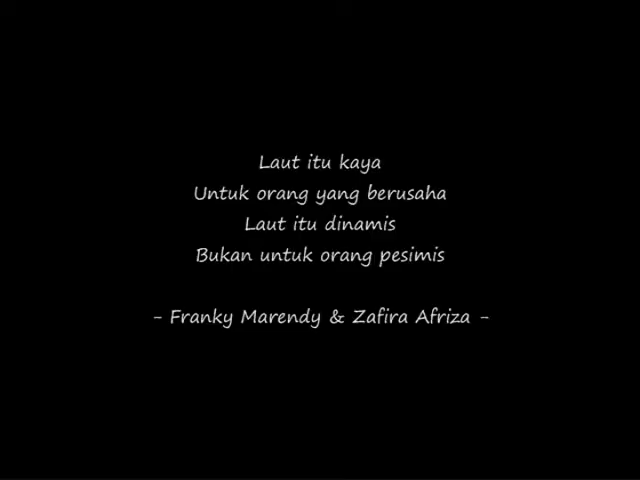 Laut itu kaya
Untuk orang yang berusaha
Laut itu dinamis
Bukan untuk orang pesimis
- Franky Marendy & Zafira Afriza -